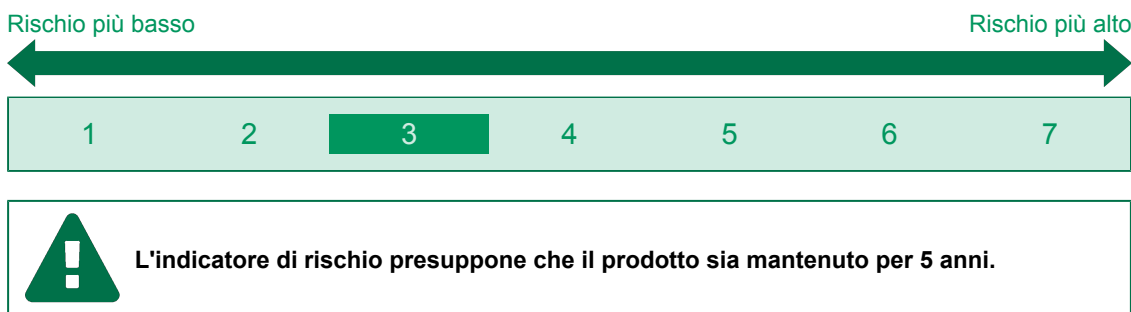 Rischio più basso Rischio più alto
1 2 3 4 5 6 7
L'indicatore di rischio presuppone che il prodotto sia mantenuto per 5 anni.